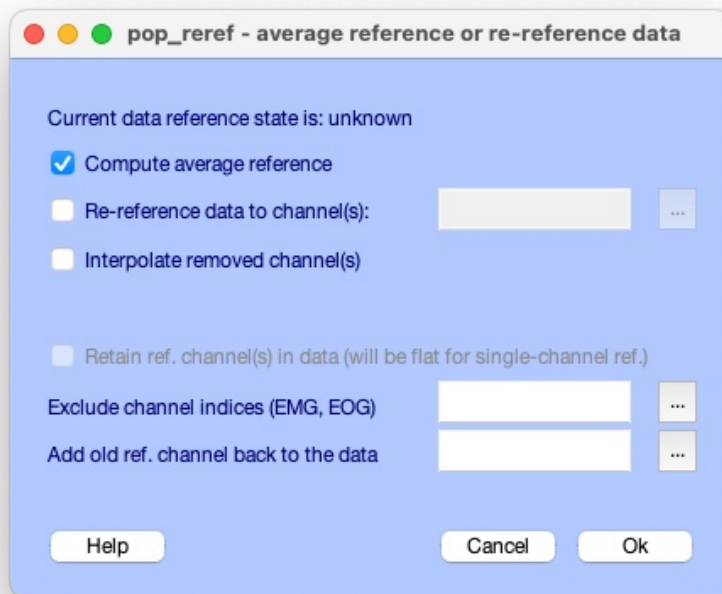 pop_reref - average reference or re-reference data
Current data reference state is: unknown
Compute average reference
Re-reference data to channel(s):
...
Interpolate removed channel(s)
Retain ref. channel(s) in data (will be flat for single-channel ref.)
Exclude channel indices (EMG, EOG)
...
Add old ref. channel back to the data
...
Help
Cancel
Ok